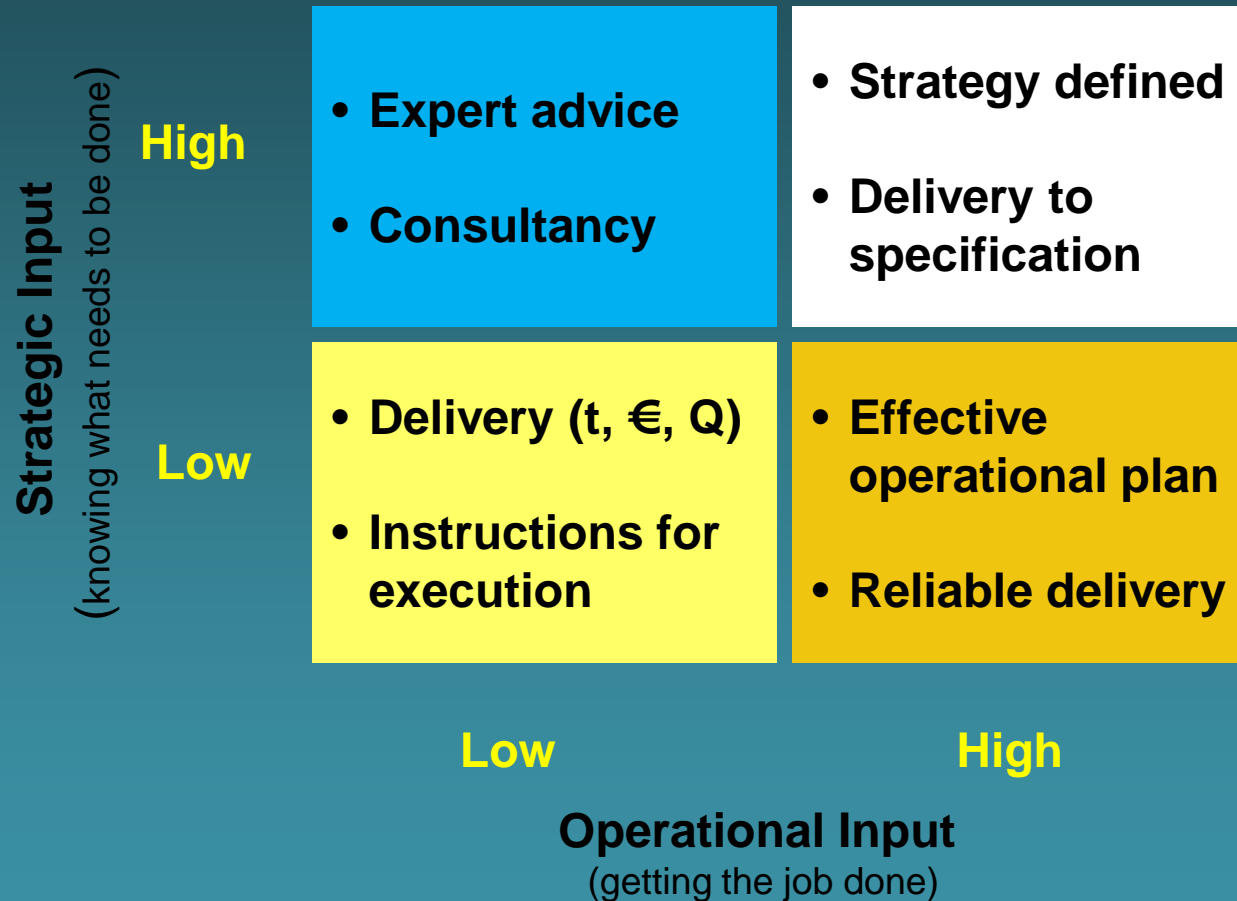 Strategic Input
(knowing what needs to be done)
High
• Expert advice
• Consultancy
• Strategy defined
• Delivery to
specification
Low
• Delivery (t, €, Q)
• Instructions for
execution
• Effective
operational plan
• Reliable delivery
Low
High
Operational Input
(getting the job done)